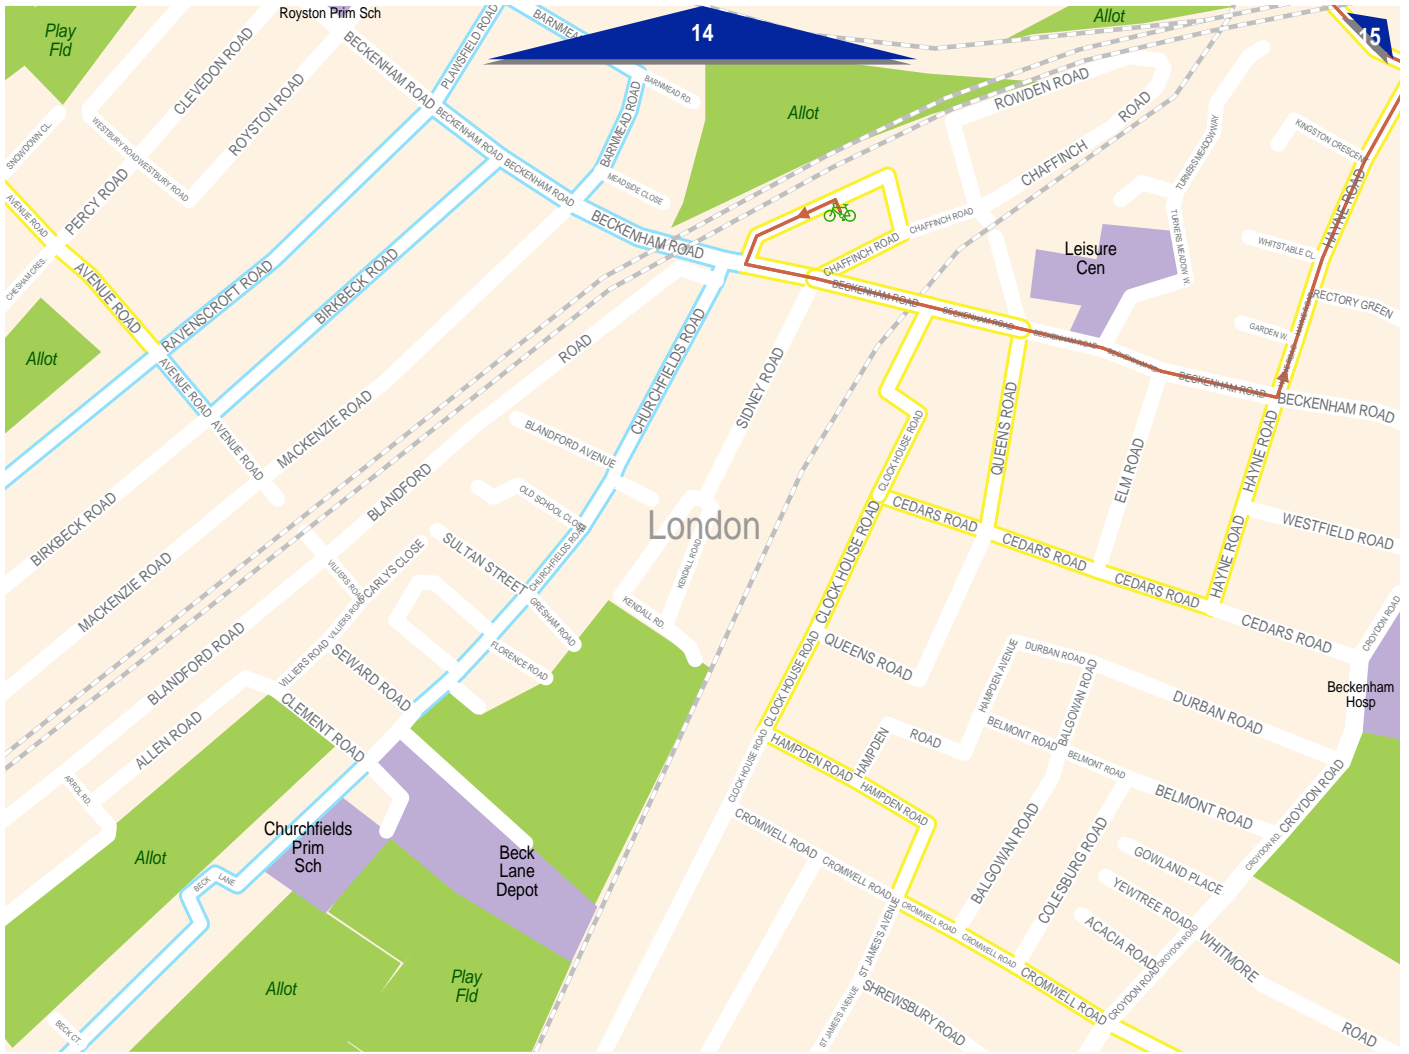 Royston Prim Sch
Play
Fld
14
15
Allot
BARNMEAD
PLAWSFIELD ROAD
BECKENHAM ROAD
CLEVEDON ROAD
ROYSTON ROAD
BARNMEAD RD.
BARNMEAD ROAD
ROWDEN ROAD
Allot
CHAFFINCH
ROAD
TURNERS MEADOWWAY
KINGSTON CRESCENT
SNOWDOWN CL.
WESTBURY ROAD
WESTBURY ROAD
BECKENHAM ROAD
BECKENHAM ROAD
MEADSIDE CLOSE
PERCY ROAD
AVENUE ROAD
BECKENHAM ROAD
CHAFFINCH ROAD
CHAFFINCH ROAD
TURNERS MEADOW W.
HAYNE ROAD
WHITSTABLE CL.
Leisure
Cen
CHESHAM CRES.
AVENUE ROAD
RAVENSCROFT ROAD
BIRKBECK ROAD
BECKENHAM ROAD
BECKENHAM ROAD
BECKENHAM ROAD
RECTORY GREEN
GARDEN W.
Allot
ROAD
CHURCHFIELDS ROAD
SIDNEY ROAD
QUEENS ROAD
BECKENHAM ROAD
BECKENHAM ROAD
AVENUE ROAD
AVENUE ROAD
MACKENZIE ROAD
BLANDFORD AVENUE
CLOCK HOUSE ROAD
ELM ROAD
HAYNE ROAD
BLANDFORD
OLD SCHOOL CLOSE
CEDARS ROAD
WESTFIELD ROAD
London
BIRKBECK ROAD
MACKENZIE ROAD
CARLYS CLOSE
SULTAN STREET
CHURCHFIELDS ROAD
KENDALL ROAD
CLOCK HOUSE ROAD
CEDARS ROAD
CEDARS ROAD
HAYNE ROAD
VILLIERS ROAD
VILLIERS ROAD
VILLIERS ROAD
GRESHAM ROAD
KENDALL RD.
CEDARS ROAD
CROYDON ROAD
BLANDFORD ROAD
SEWARD ROAD
FLORENCE ROAD
QUEENS ROAD
DURBAN ROAD
HAMPDEN AVENUE
BALGOWAN ROAD
DURBAN ROAD
Beckenham
Hosp
ALLEN ROAD
CLEMENT ROAD
CLOCK HOUSE ROAD
CLOCK HOUSE ROAD
HAMPDEN ROAD
HAMPDEN
ROAD
BELMONT ROAD
BELMONT ROAD
BELMONT ROAD
HAMPDEN ROAD
ARROL RD.
CROYDON ROAD
CROYDON RD.
Churchfields
Prim
Sch
Allot
BECK
LANE
Beck
Lane
Depot
CROMWELL ROAD
CROMWELL ROAD
CROMWELL ROAD
CROMWELL ROAD
CROMWELL ROAD
BALGOWAN ROAD
COLESBURG ROAD
GOWLAND PLACE
YEWTREE ROAD
ACACIA ROAD
WHITMORE
ROAD
CROYDON ROAD
CROYDON ROAD
ST JAMES'S AVENUE
ST JAMES'S AVENUE
SHREWSBURY ROAD
Allot
Play
Fld
BECK CT.